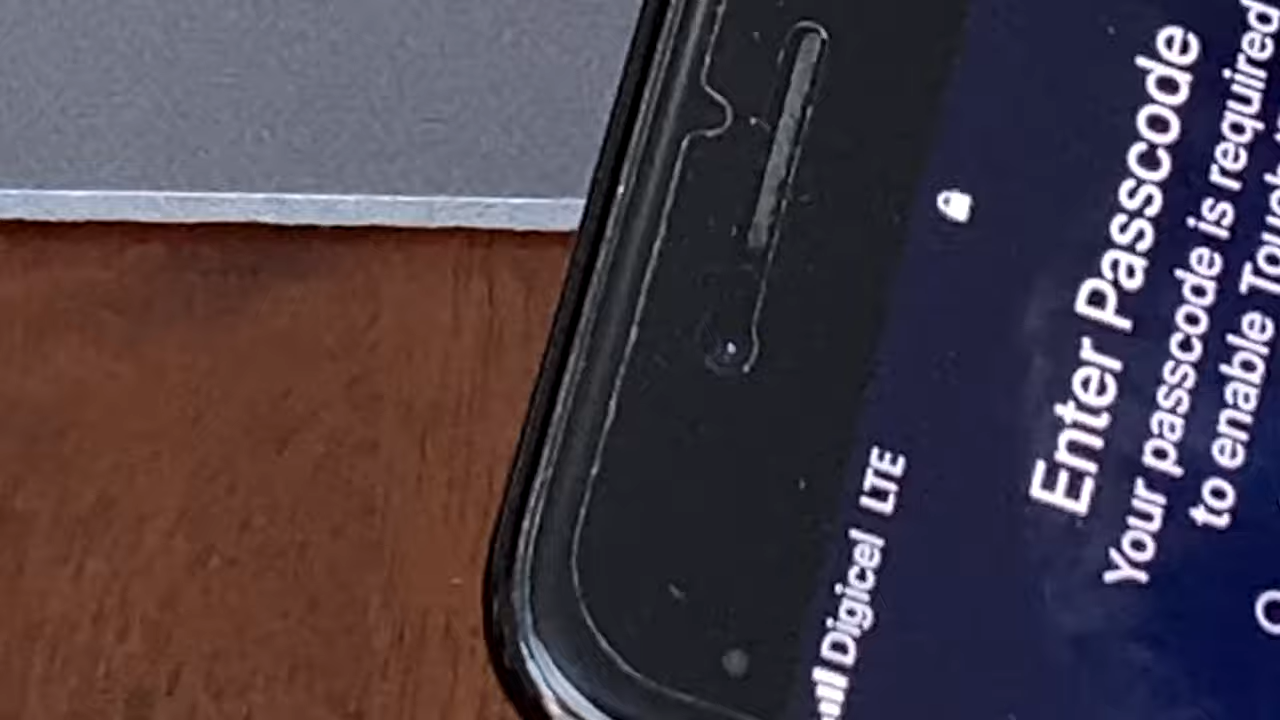 Digicel LTE
Enter Passcode
Your passcode is required
to enable Touch